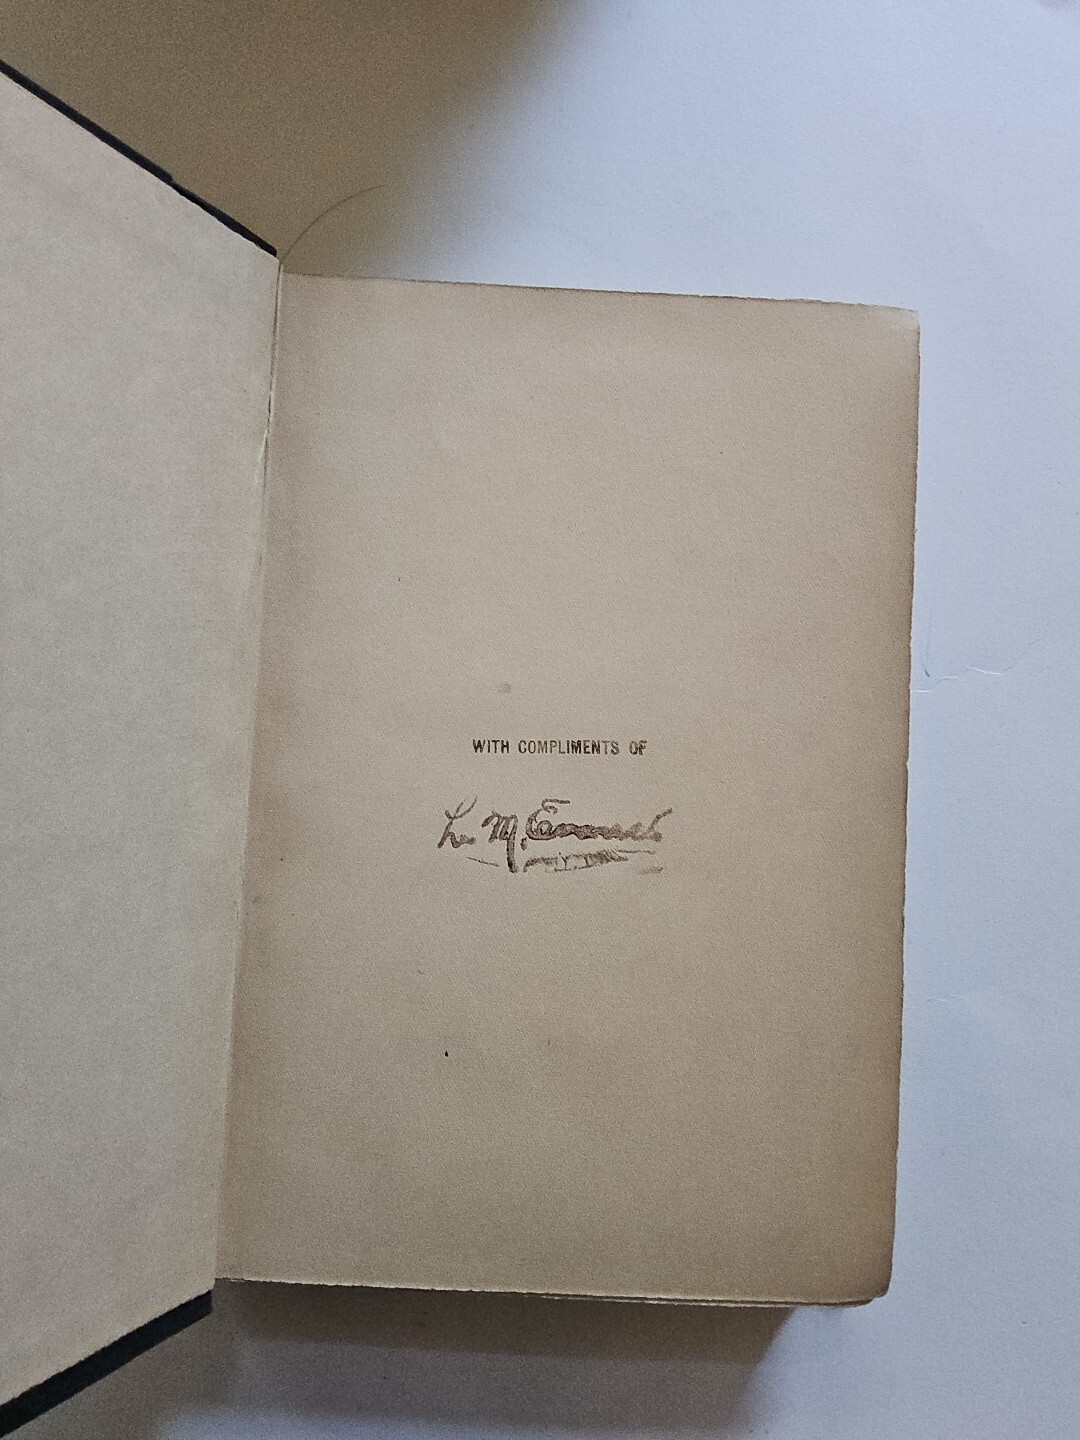 WITH COMPLIMENTS OF
L. M.